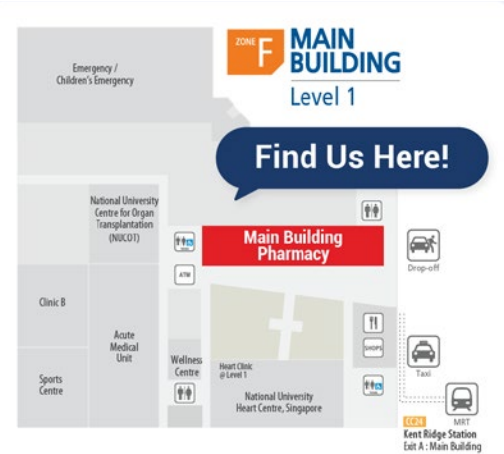 ZONE
F
MAIN
BUILDING
Level 1
Emergency /
Children's Emergency
Find Us Here!
National University
Centre for Organ
Transplantation
(NUCOT)
Main Building
Pharmacy
Drop-off
ATM
Clinic B
Acute
Medical
Unit
Wellness
Centre
Heart Clinic
@ Level 1
SHOPS
Taxi
Sports
Centre
National University
Heart Centre, Singapore
MRT
CC24
Kent Ridge Station
Exit A : Main Building